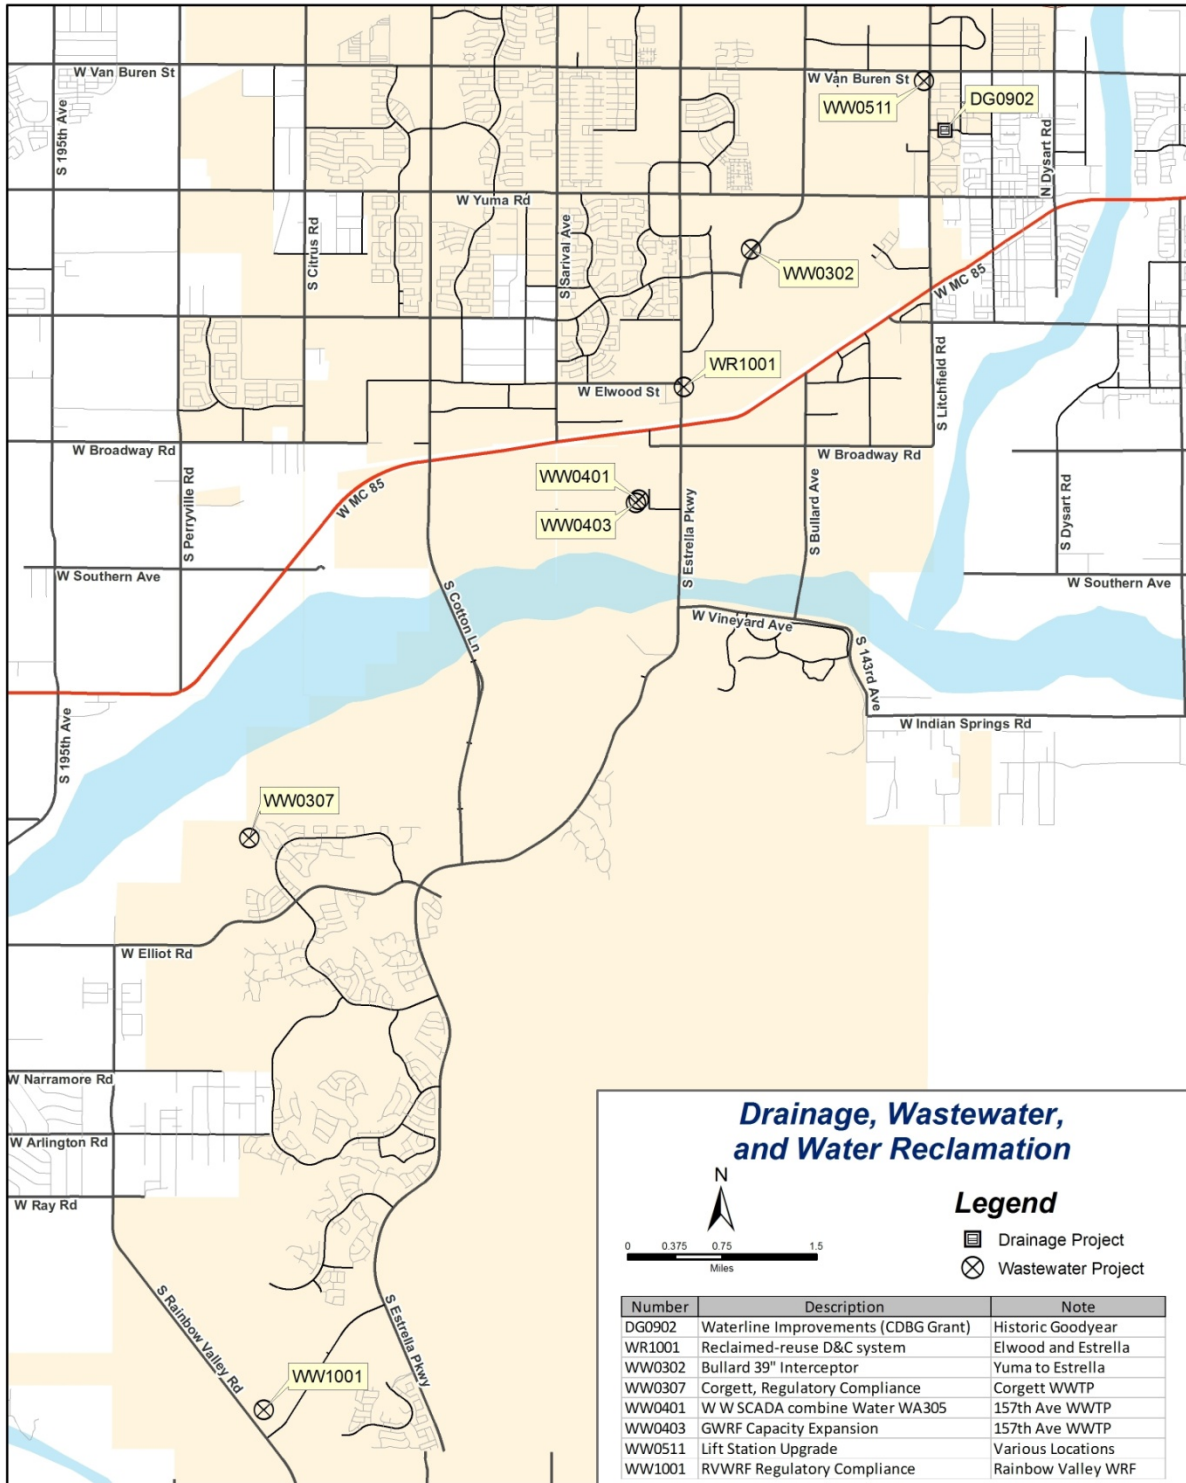 W Van Buren St
W Van Buren St
WW0511
DG0902
S 195th Ave
N Dysart Rd
W Yuma Rd
S Citrus Rd
S Sarival Ave
WW0302
W MC 85
WR1001
W Elwood St
S Litchfield Rd
W Broadway Rd
W Broadway Rd
S Perryville Rd
W MC 85
WW0401
WW0403
S Estrella Pkwy
S Bullard Ave
S Dysart Rd
W Southern Ave
W Southern Ave
S Cotton Ln
W Vineyard Ave
S 143rd Ave
W Indian Springs Rd
S 195th Ave
WW0307
W Elliot Rd
W Narramore Rd
W Arlington Rd
W Ray Rd
S Rainbow Valley Rd
S Estrella Pkwy
WW1001
Drainage, Wastewater,
and Water Reclamation
N
Legend
0 0.375 0.75 1.5
Miles
Drainage Project
Wastewater Project
Number Description Note
DG0902 Waterline Improvements (CDBG Grant) Historic Goodyear
WR1001 Reclaimed-reuse D&C system Elwood and Estrella
WW0302 Bullard 39" Interceptor Yuma to Estrella
WW0307 Corgett, Regulatory Compliance Corgett WWTP
WW0401 W W SCADA combine Water WA305 157th Ave WWTP
WW0403 GWRF Capacity Expansion 157th Ave WWTP
WW0511 Lift Station Upgrade Various Locations
WW1001 RVWRF Regulatory Compliance Rainbow Valley WRF